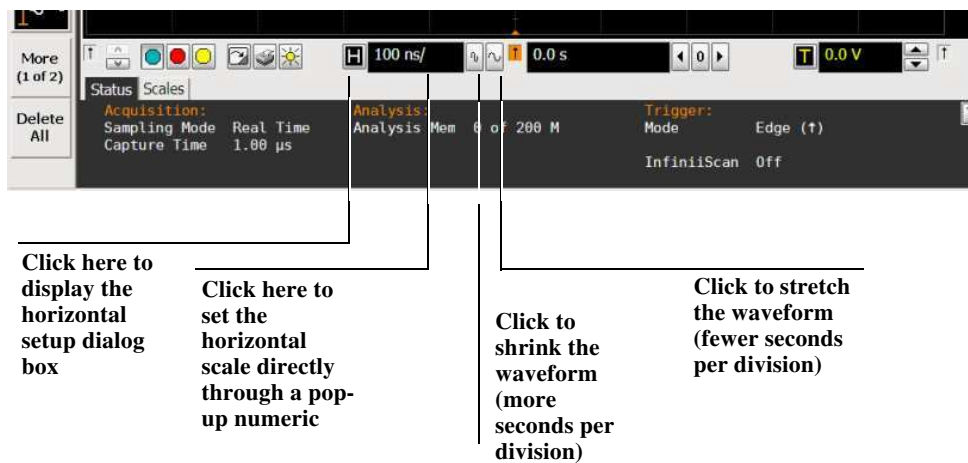 More
(1 of 2)
Delete
All
H 100 ns/ 0.0 s 0 T 0.0 V
Status Scales
Acquisition: Analysis: Trigger:
Sampling Mode Real Time Analysis Mem 0 of 200 M Mode Edge (↑)
Capture Time 1.00 µs
InfiniiScan Off
Click here to
display the
horizontal
setup dialog
box
Click here to
set the
horizontal
scale directly
through a pop-
up numeric
Click to
shrink the
waveform
(more
seconds per
division)
Click to stretch
the waveform
(fewer seconds
per division)